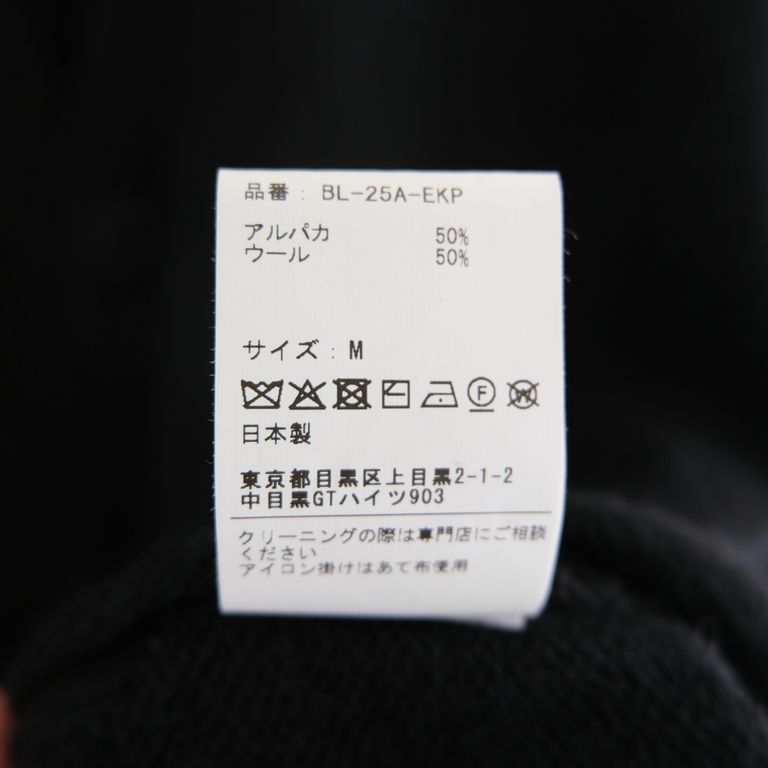 品番: BL-25A-EKP
アルパカ 50%
ウール 50%
サイズ: M
F W
日本製
東京都目黒区上目黒2-1-2
中目黒GTハイツ903
クリーニングの際は専門店にご相談
ください
アイロン掛けはあて布使用